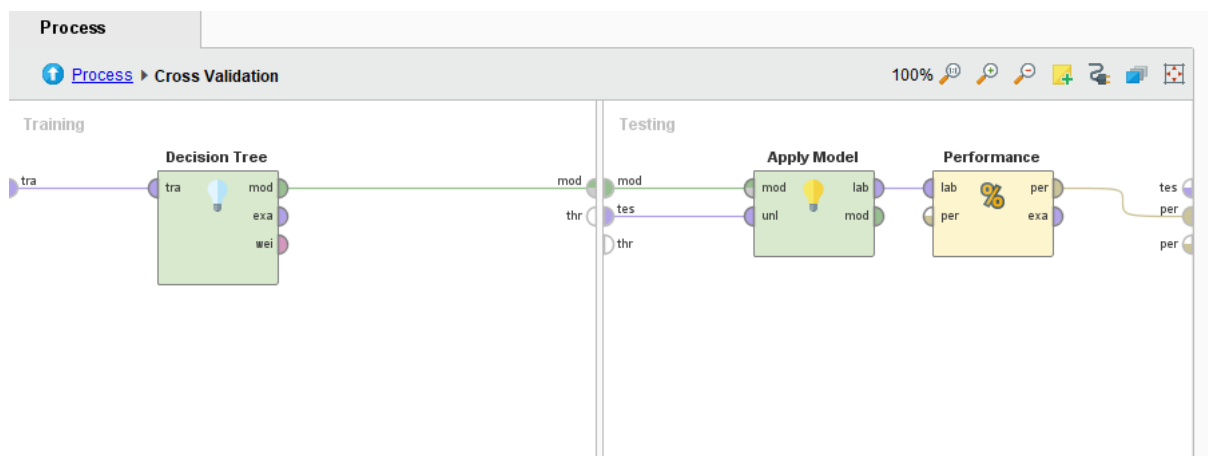 Process
Process ▸ Cross Validation
100%
Training
Decision Tree
tra
tra
mod
exa
wei
mod
thr
Testing
mod
tes
thr
Apply Model
mod
lab
unl
mod
Performance
lab
%
per
per
exa
tes
per
per